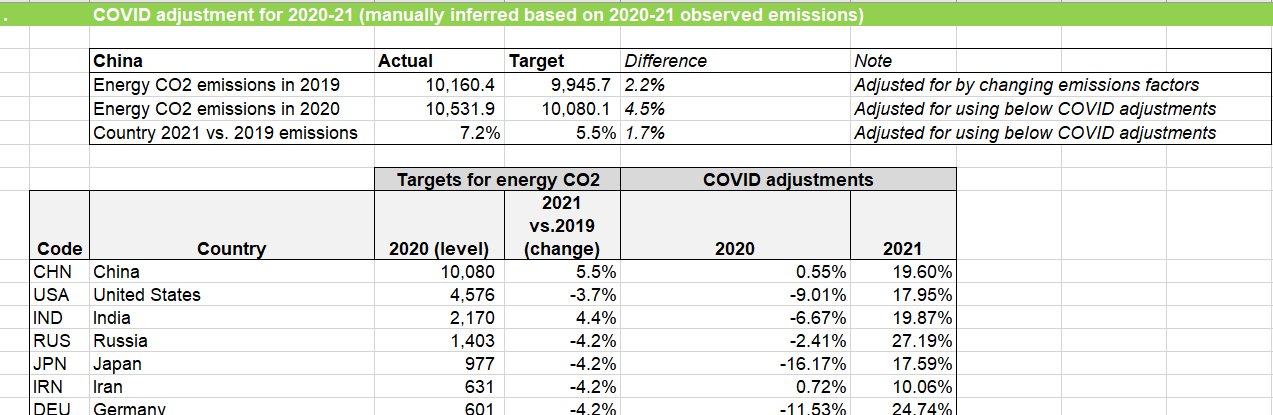 . COVID adjustment for 2020-21 (manually inferred based on 2020-21 observed emissions)
China Actual Target Difference Note
Energy CO2 emissions in 2019 10,160.4 9,945.7 2.2% Adjusted for by changing emissions factors
Energy CO2 emissions in 2020 10,531.9 10,080.1 4.5% Adjusted for using below COVID adjustments
Country 2021 vs. 2019 emissions 7.2% 5.5% 1.7% Adjusted for using below COVID adjustments
Targets for energy CO2 COVID adjustments
2021
vs.2019
Code Country 2020 (level) (change) 2020 2021
CHN China 10,080 5.5% 0.55% 19.60%
USA United States 4,576 -3.7% -9.01% 17.95%
IND India 2,170 4.4% -6.67% 19.87%
RUS Russia 1,403 -4.2% -2.41% 27.19%
JPN Japan 977 -4.2% -16.17% 17.59%
IRN Iran 631 -4.2% 0.72% 10.06%
DEU Germany 601 -4.2% -11.53% 24.74%